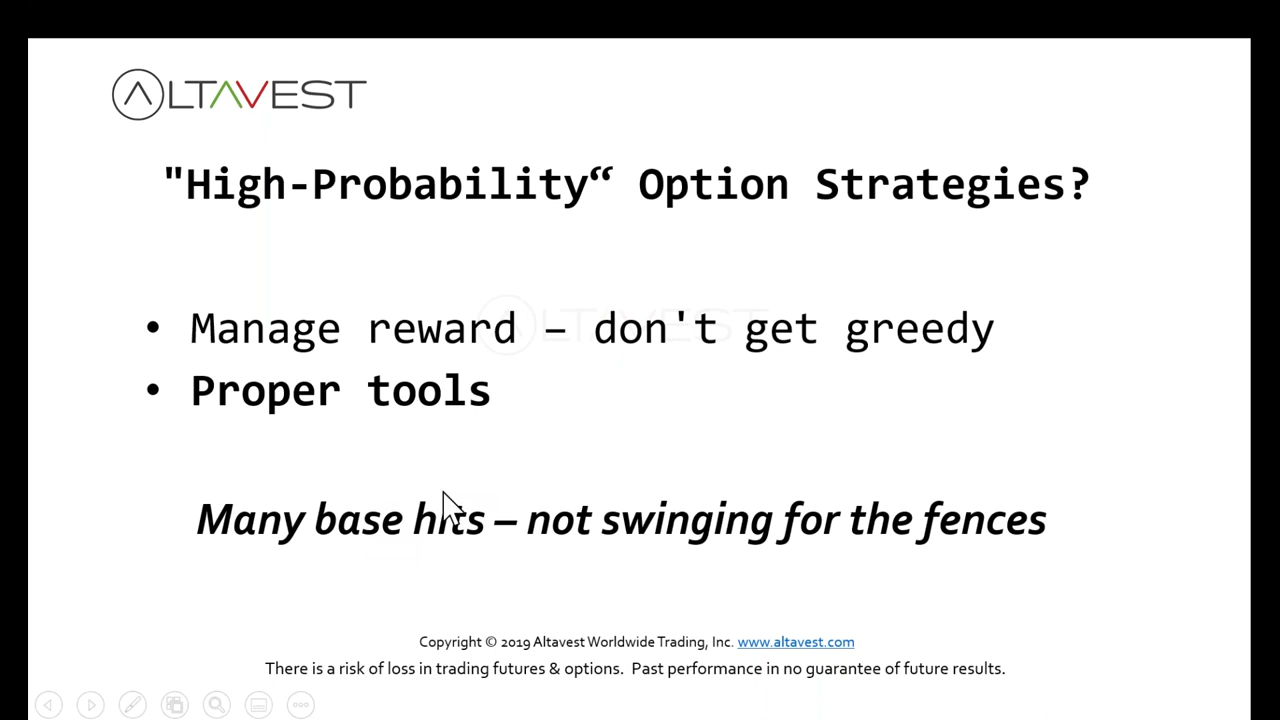 ALTAVEST
"High-Probability“ Option Strategies?
• Manage reward – don't get greedy
• Proper tools
Many base hits – not swinging for the fences
Copyright © 2019 Altavest Worldwide Trading, Inc. www.altavest.com
There is a risk of loss in trading futures & options.  Past performance in no guarantee of future results.